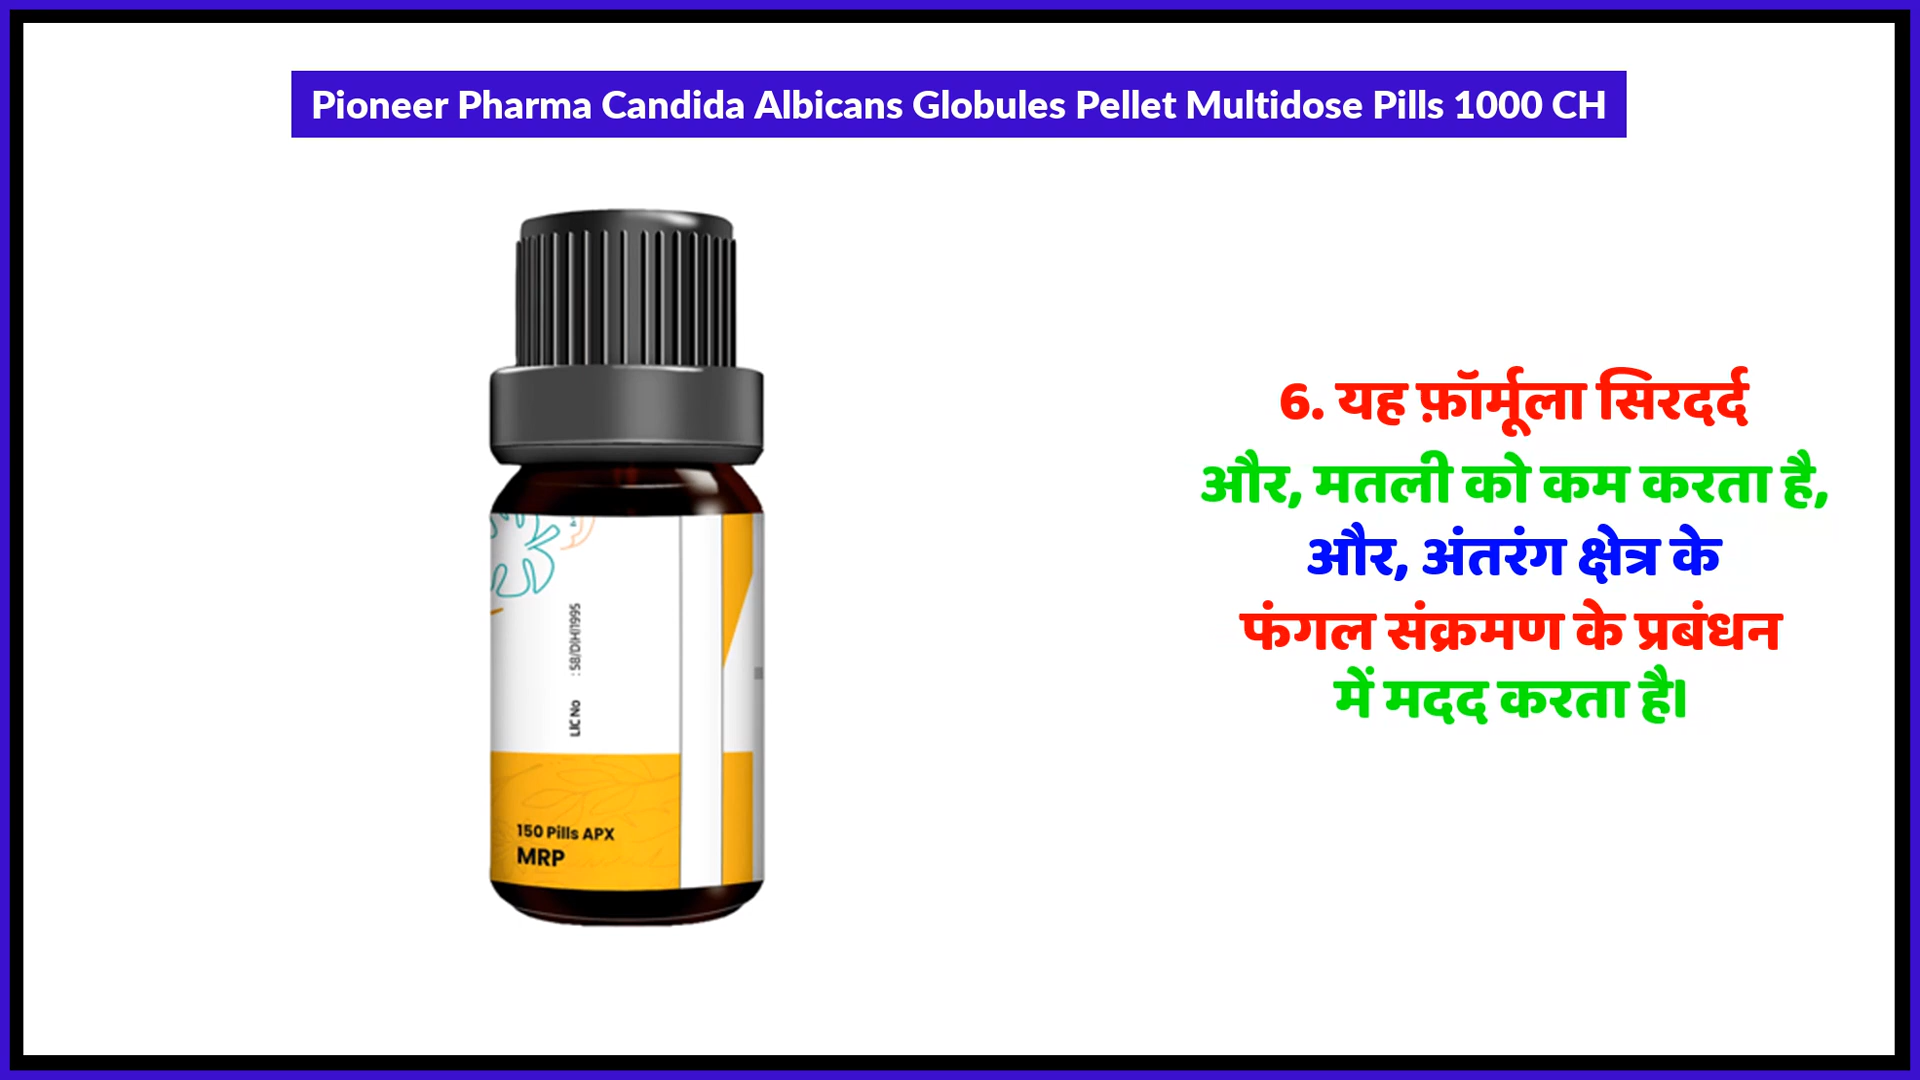 Pioneer Pharma Candida Albicans Globules Pellet Multidose Pills 1000 CH
6. यह फ़ॉर्मूला सिरदर्द
और, मतली को कम करता है,
और, अंतरंग क्षेत्र के
फंगल संक्रमण के प्रबंधन
में मदद करता है।
LIC No : 58/D(H)1995
150 Pills APX
MRP